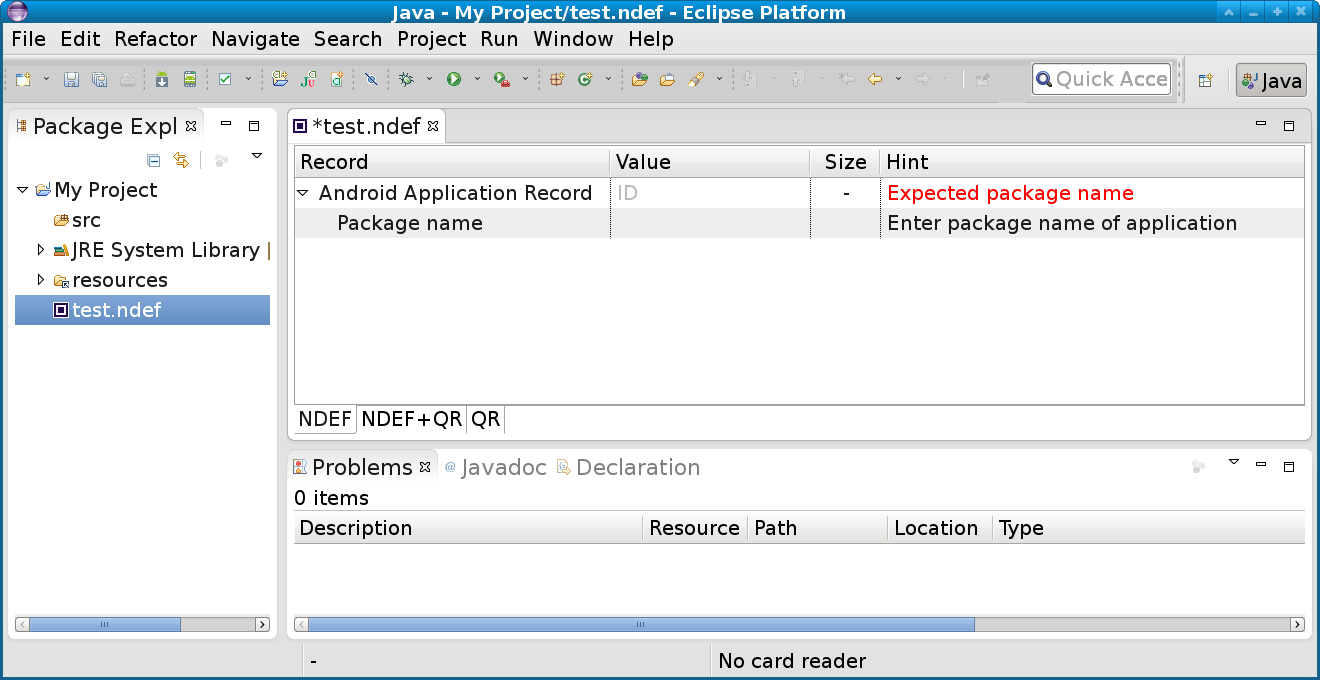 Java - My Project/test.ndef - Eclipse Platform
File Edit Refactor Navigate Search Project Run Window Help
Quick Acce
Java
Package Expl
My Project
src
JRE System Library
resources
test.ndef
*test.ndef
Record Value Size Hint
Android Application Record ID - Expected package name
Package name Enter package name of application
NDEF NDEF+QR QR
Problems @ Javadoc Declaration
0 items
Description Resource Path Location Type
- No card reader